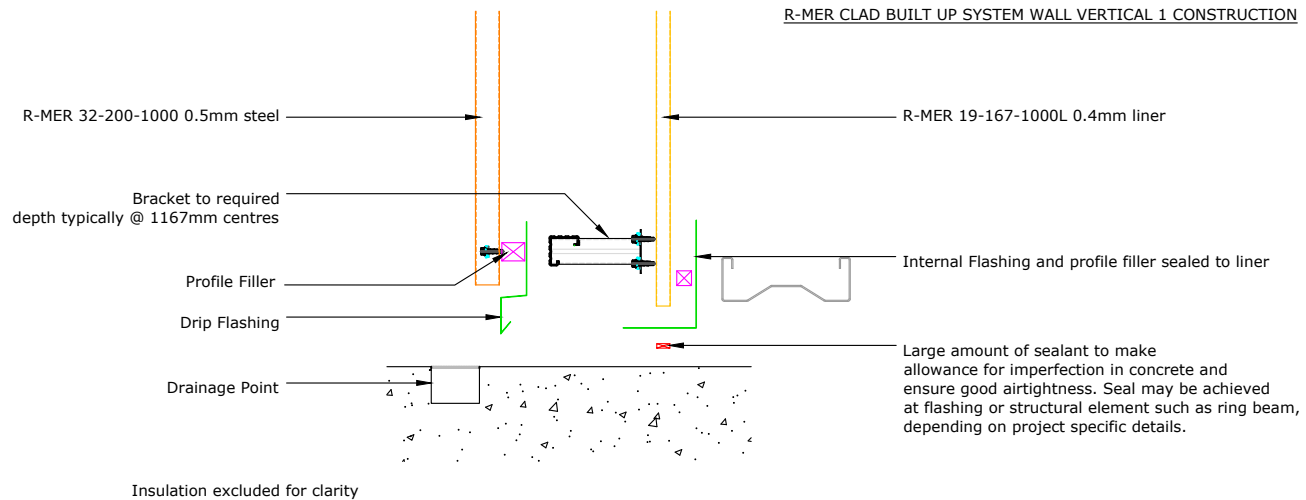 R-MER CLAD BUILT UP SYSTEM WALL VERTICAL 1 CONSTRUCTION
R-MER 32-200-1000 0.5mm steel
R-MER 19-167-1000L 0.4mm liner
Bracket to required
depth typically @ 1167mm centres
Internal Flashing and profile filler sealed to liner
Profile Filler
Drip Flashing
Large amount of sealant to make
allowance for imperfection in concrete and
ensure good airtightness. Seal may be achieved
at flashing or structural element such as ring beam,
depending on project specific details.
Drainage Point
Insulation excluded for clarity